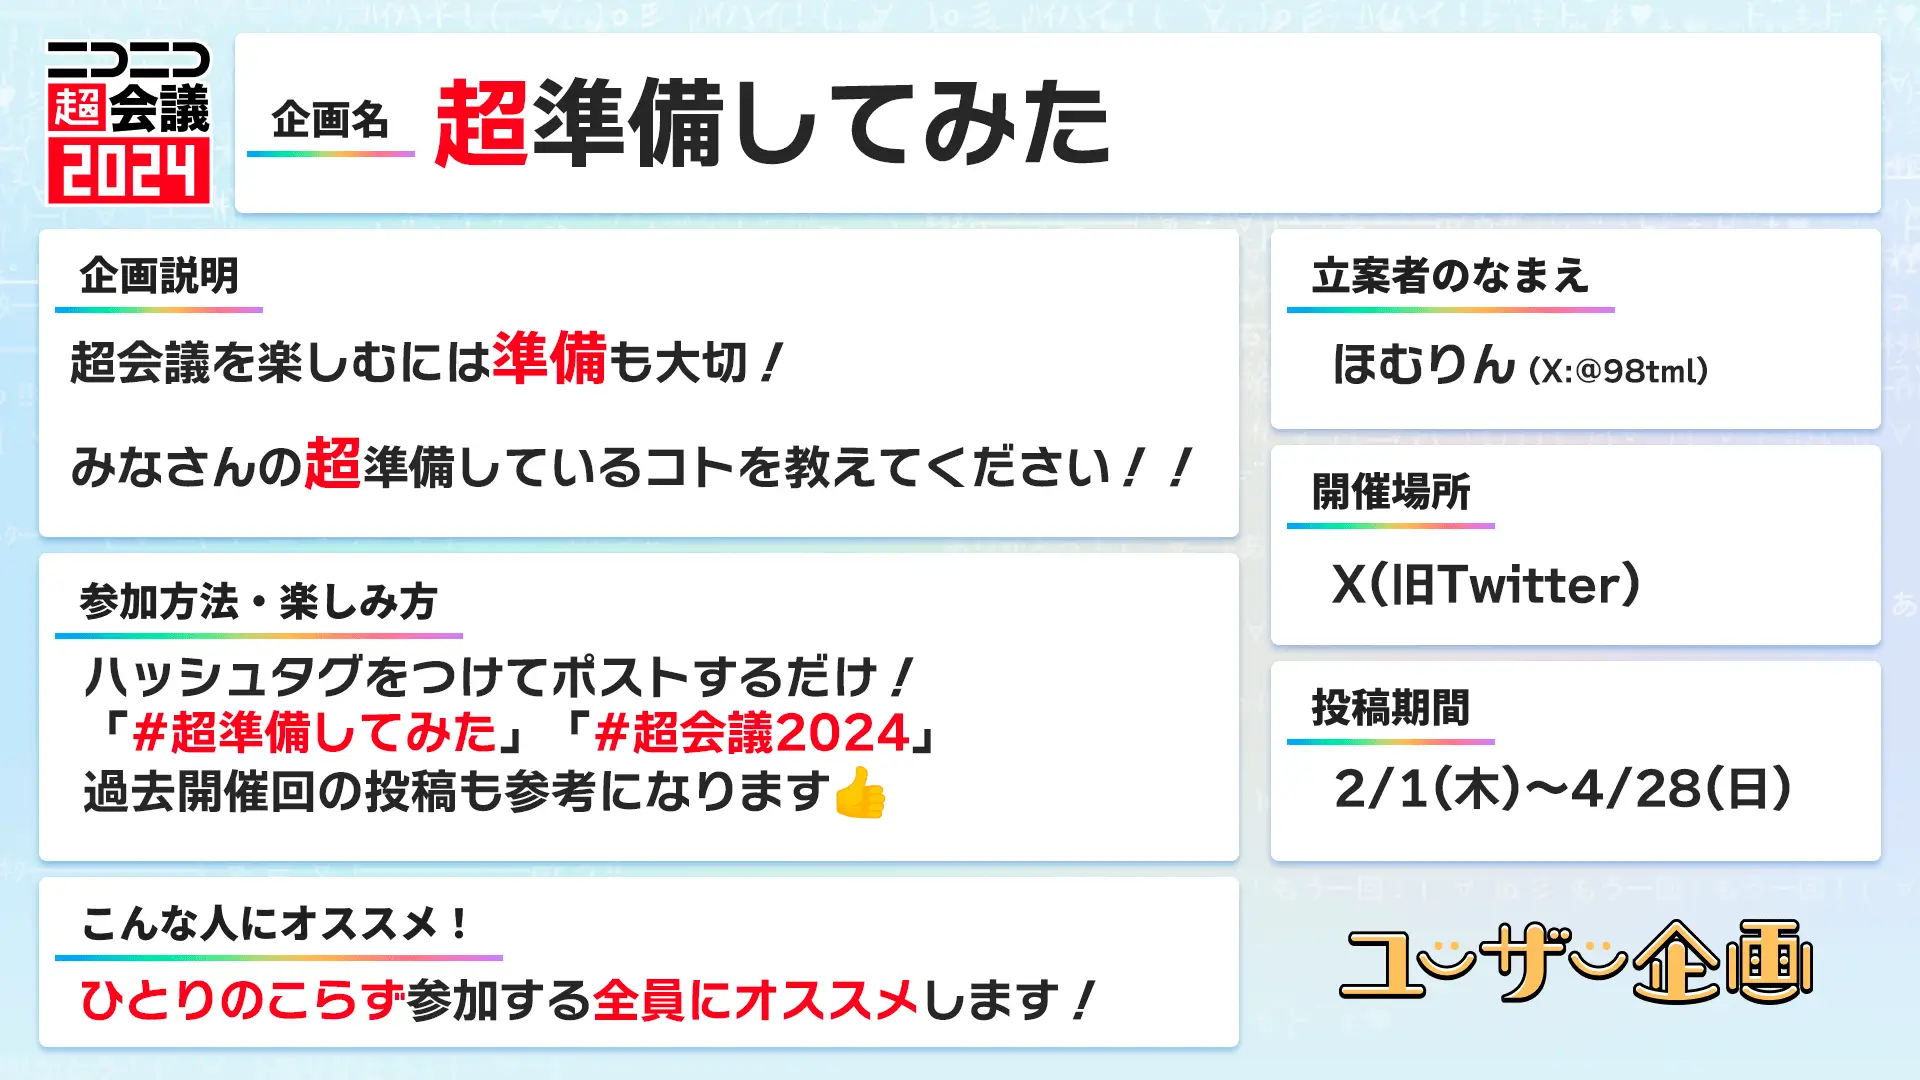 ニコニコ
超会議
2024
企画名
超準備してみた
企画説明
超会議を楽しむには準備も大切！
みなさんの超準備しているコトを教えてください！！
参加方法・楽しみ方
ハッシュタグをつけてポストするだけ！
「#超準備してみた」「#超会議2024」
過去開催回の投稿も参考になります👍
こんな人にオススメ！
ひとりのこらず参加する全員にオススメします！
立案者のなまえ
ほむりん (X:@98tml)
開催場所
X(旧Twitter)
投稿期間
2/1(木)〜4/28(日)
ユーザー企画